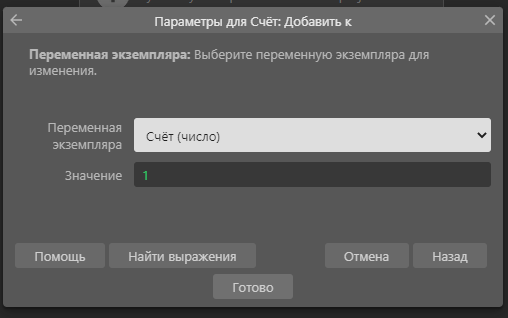 Параметры для Счёт: Добавить к
Переменная экземпляра: Выберите переменную экземпляра для
изменения.
Переменная
экземпляра
Счёт (число)
Значение
1
Помощь
Найти выражения
Отмена
Назад
Готово